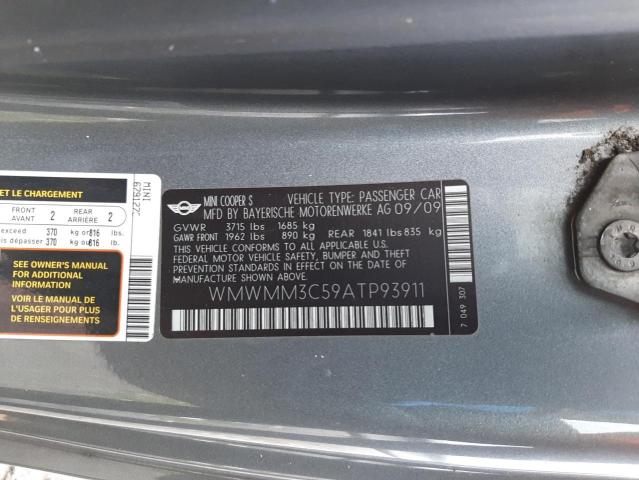 ET LE CHARGEMENT
FRONT AVANT 2 REAR ARRIÈRE 2
exceed 370 kg or 816 lbs.
is dépasser 370 kg ou 816 lb.
SEE OWNER'S MANUAL
FOR ADDITIONAL
INFORMATION
VOIR LE MANUEL DE
L'USAGER POUR PLUS
DE RENSEIGNEMENTS
MINI
MINI
MINI COOPER S VEHICLE TYPE: PASSENGER CAR
MFD BY BAYERISCHE MOTORENWERKE AG 09/09
GVWR 3715 lbs 1685 kg
GAWR FRONT 1962 lbs 890 kg REAR 1841 lbs 835 kg
THIS VEHICLE CONFORMS TO ALL APPLICABLE
U.S. FEDERAL MOTOR VEHICLE SAFETY, BUMPER AND
THEFT PREVENTION STANDARDS IN EFFECT ON THE DATE OF
MANUFACTURE SHOWN ABOVE.
WMWMM3C59ATP93911
7 049 307